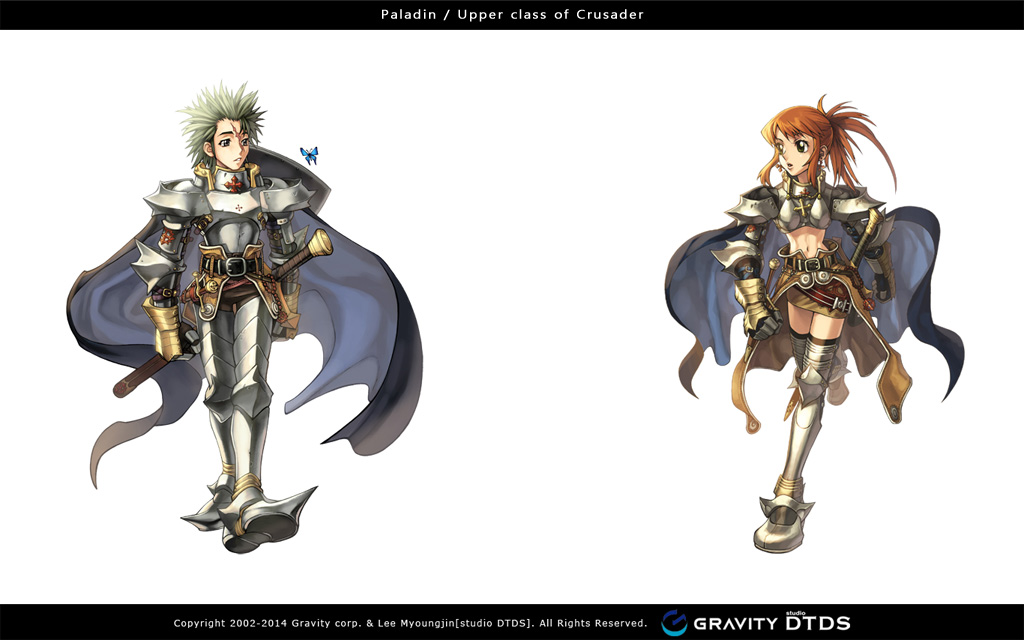 Paladin / Upper class of Crusader
Copyright 2002-2014 Gravity corp. & Lee Myoungjin[studio DTDS]. All Rights Reserved.
GRAVITY studio DTDS